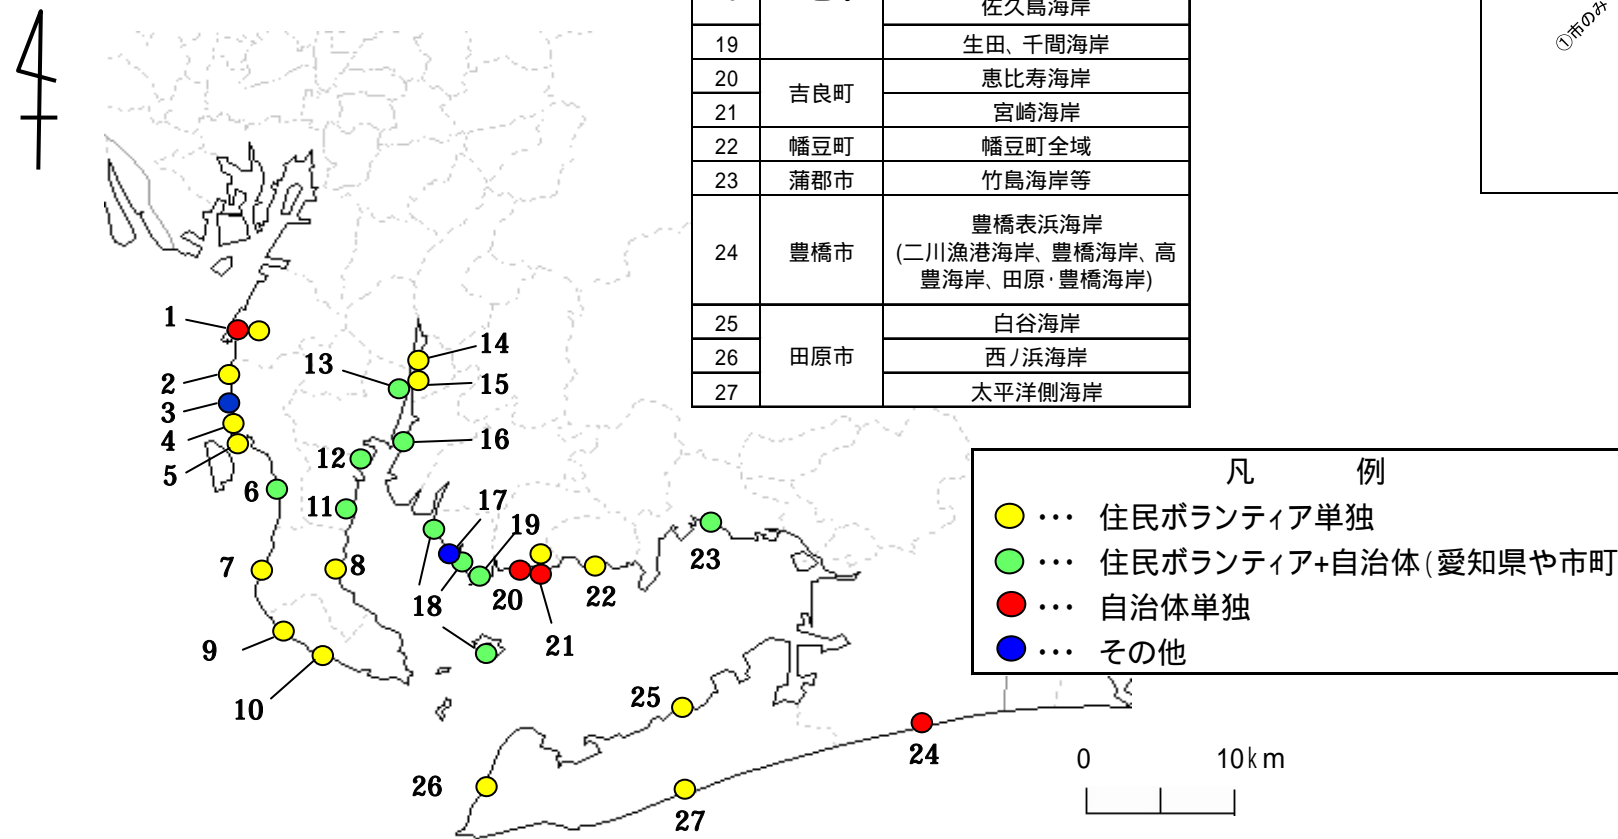 佐久島海岸
19 生田、千間海岸
20 吉良町 恵比寿海岸
21 宮崎海岸
22 幡豆町 幡豆町全域
23 蒲郡市 竹島海岸等
24 豊橋市 豊橋表浜海岸
(二川漁港海岸、豊橋海岸、高
豊海岸、田原・豊橋海岸)
25 田原市 白谷海岸
26 西ノ浜海岸
27 太平洋側海岸
①市のみ
凡 例
･･･ 住民ボランティア単独
･･･ 住民ボランティア+自治体(愛知県や市町
･･･ 自治体単独
･･･ その他
1
2
3
4
5
6
7
8
9
10
11
12
13
14
15
16
17
18
19
20
21
22
23
24
25
26
27
0 10km